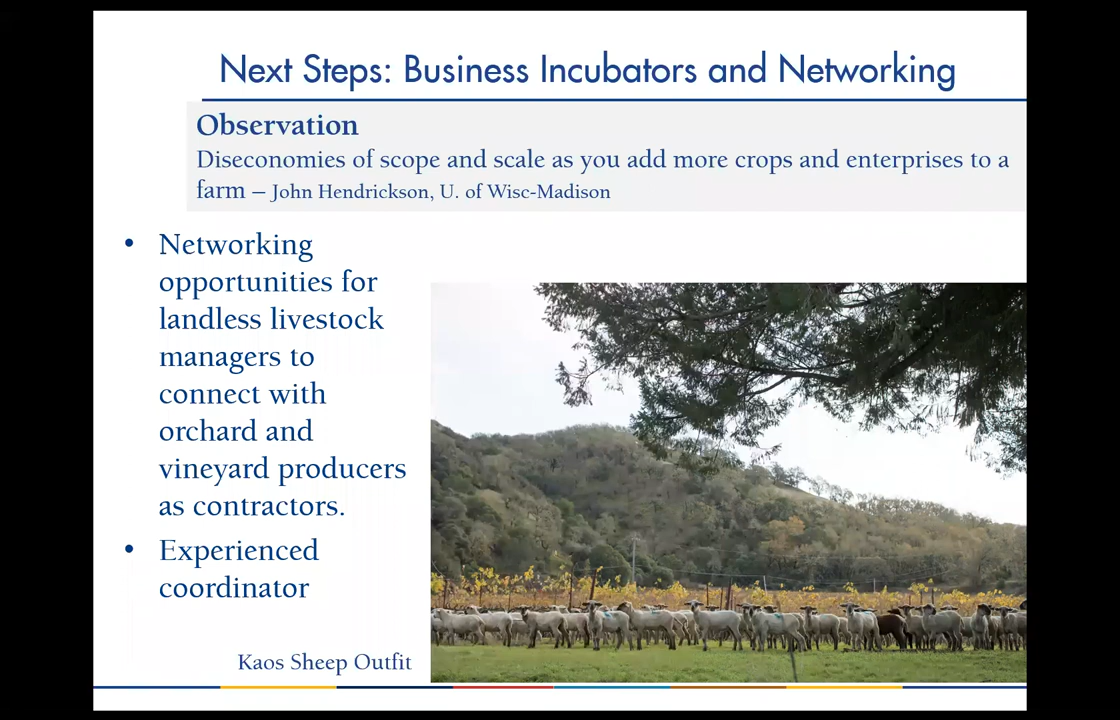 Next Steps: Business Incubators and Networking
Observation
Diseconomies of scope and scale as you add more crops and enterprises to a
farm – John Hendrickson, U. of Wisc-Madison
• Networking
opportunities for
landless livestock
managers to
connect with
orchard and
vineyard producers
as contractors.
• Experienced
coordinator
Kaos Sheep Outfit